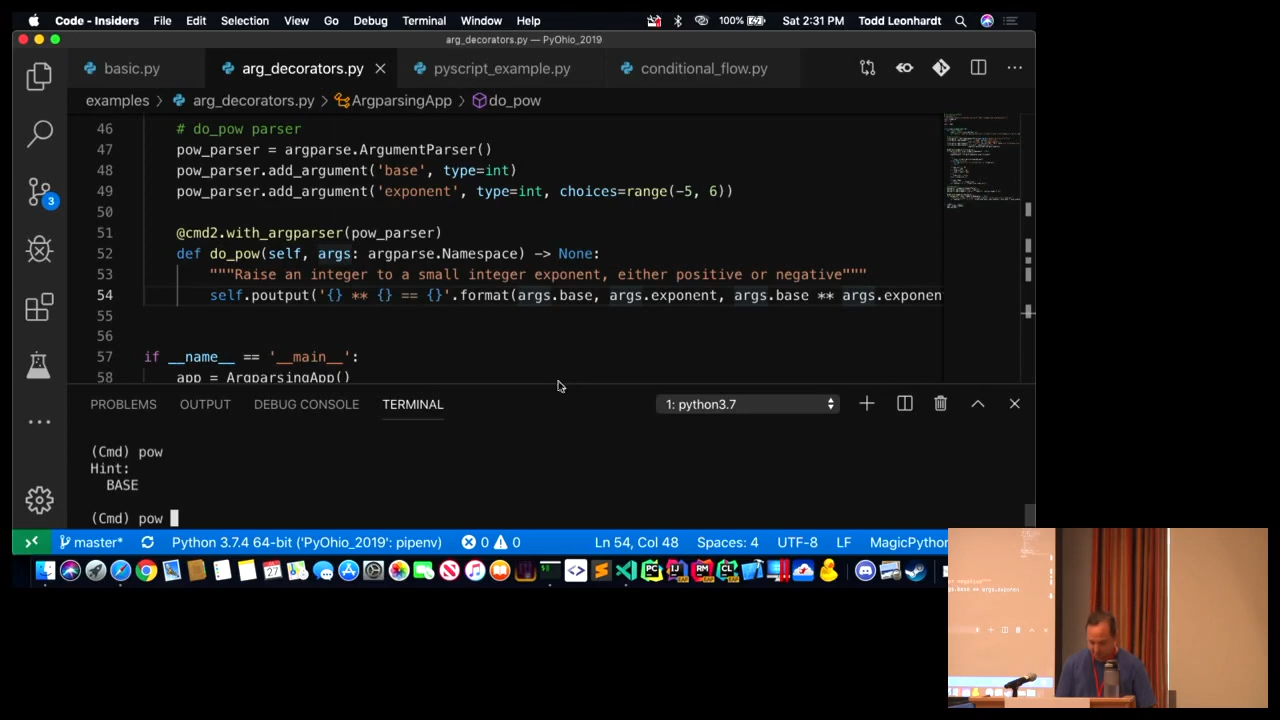 Code - Insiders File Edit Selection View Go Debug Terminal Window Help 100% Sat 2:31 PM Todd Leonhardt
arg_decorators.py — PyOhio_2019
basic.py arg_decorators.py pyscript_example.py conditional_flow.py
examples > arg_decorators.py > ArgparsingApp > do_pow
46 # do_pow parser
47 pow_parser = argparse.ArgumentParser()
48 pow_parser.add_argument('base', type=int)
49 pow_parser.add_argument('exponent', type=int, choices=range(-5, 6))
50
51 @cmd2.with_argparser(pow_parser)
52 def do_pow(self, args: argparse.Namespace) -> None:
53 """Raise an integer to a small integer exponent, either positive or negative"""
54 self.poutput('{} ** {} == {}'.format(args.base, args.exponent, args.base ** args.exponen
55
56
57 if __name__ == '__main__':
58 app = ArgparsingApp()
3
PROBLEMS OUTPUT DEBUG CONSOLE TERMINAL 1: python3.7
(Cmd) pow
Hint:
BASE
(Cmd) pow
master* Python 3.7.4 64-bit ('PyOhio_2019': pipenv) 0 0 Ln 54, Col 48 Spaces: 4 UTF-8 LF MagicPython